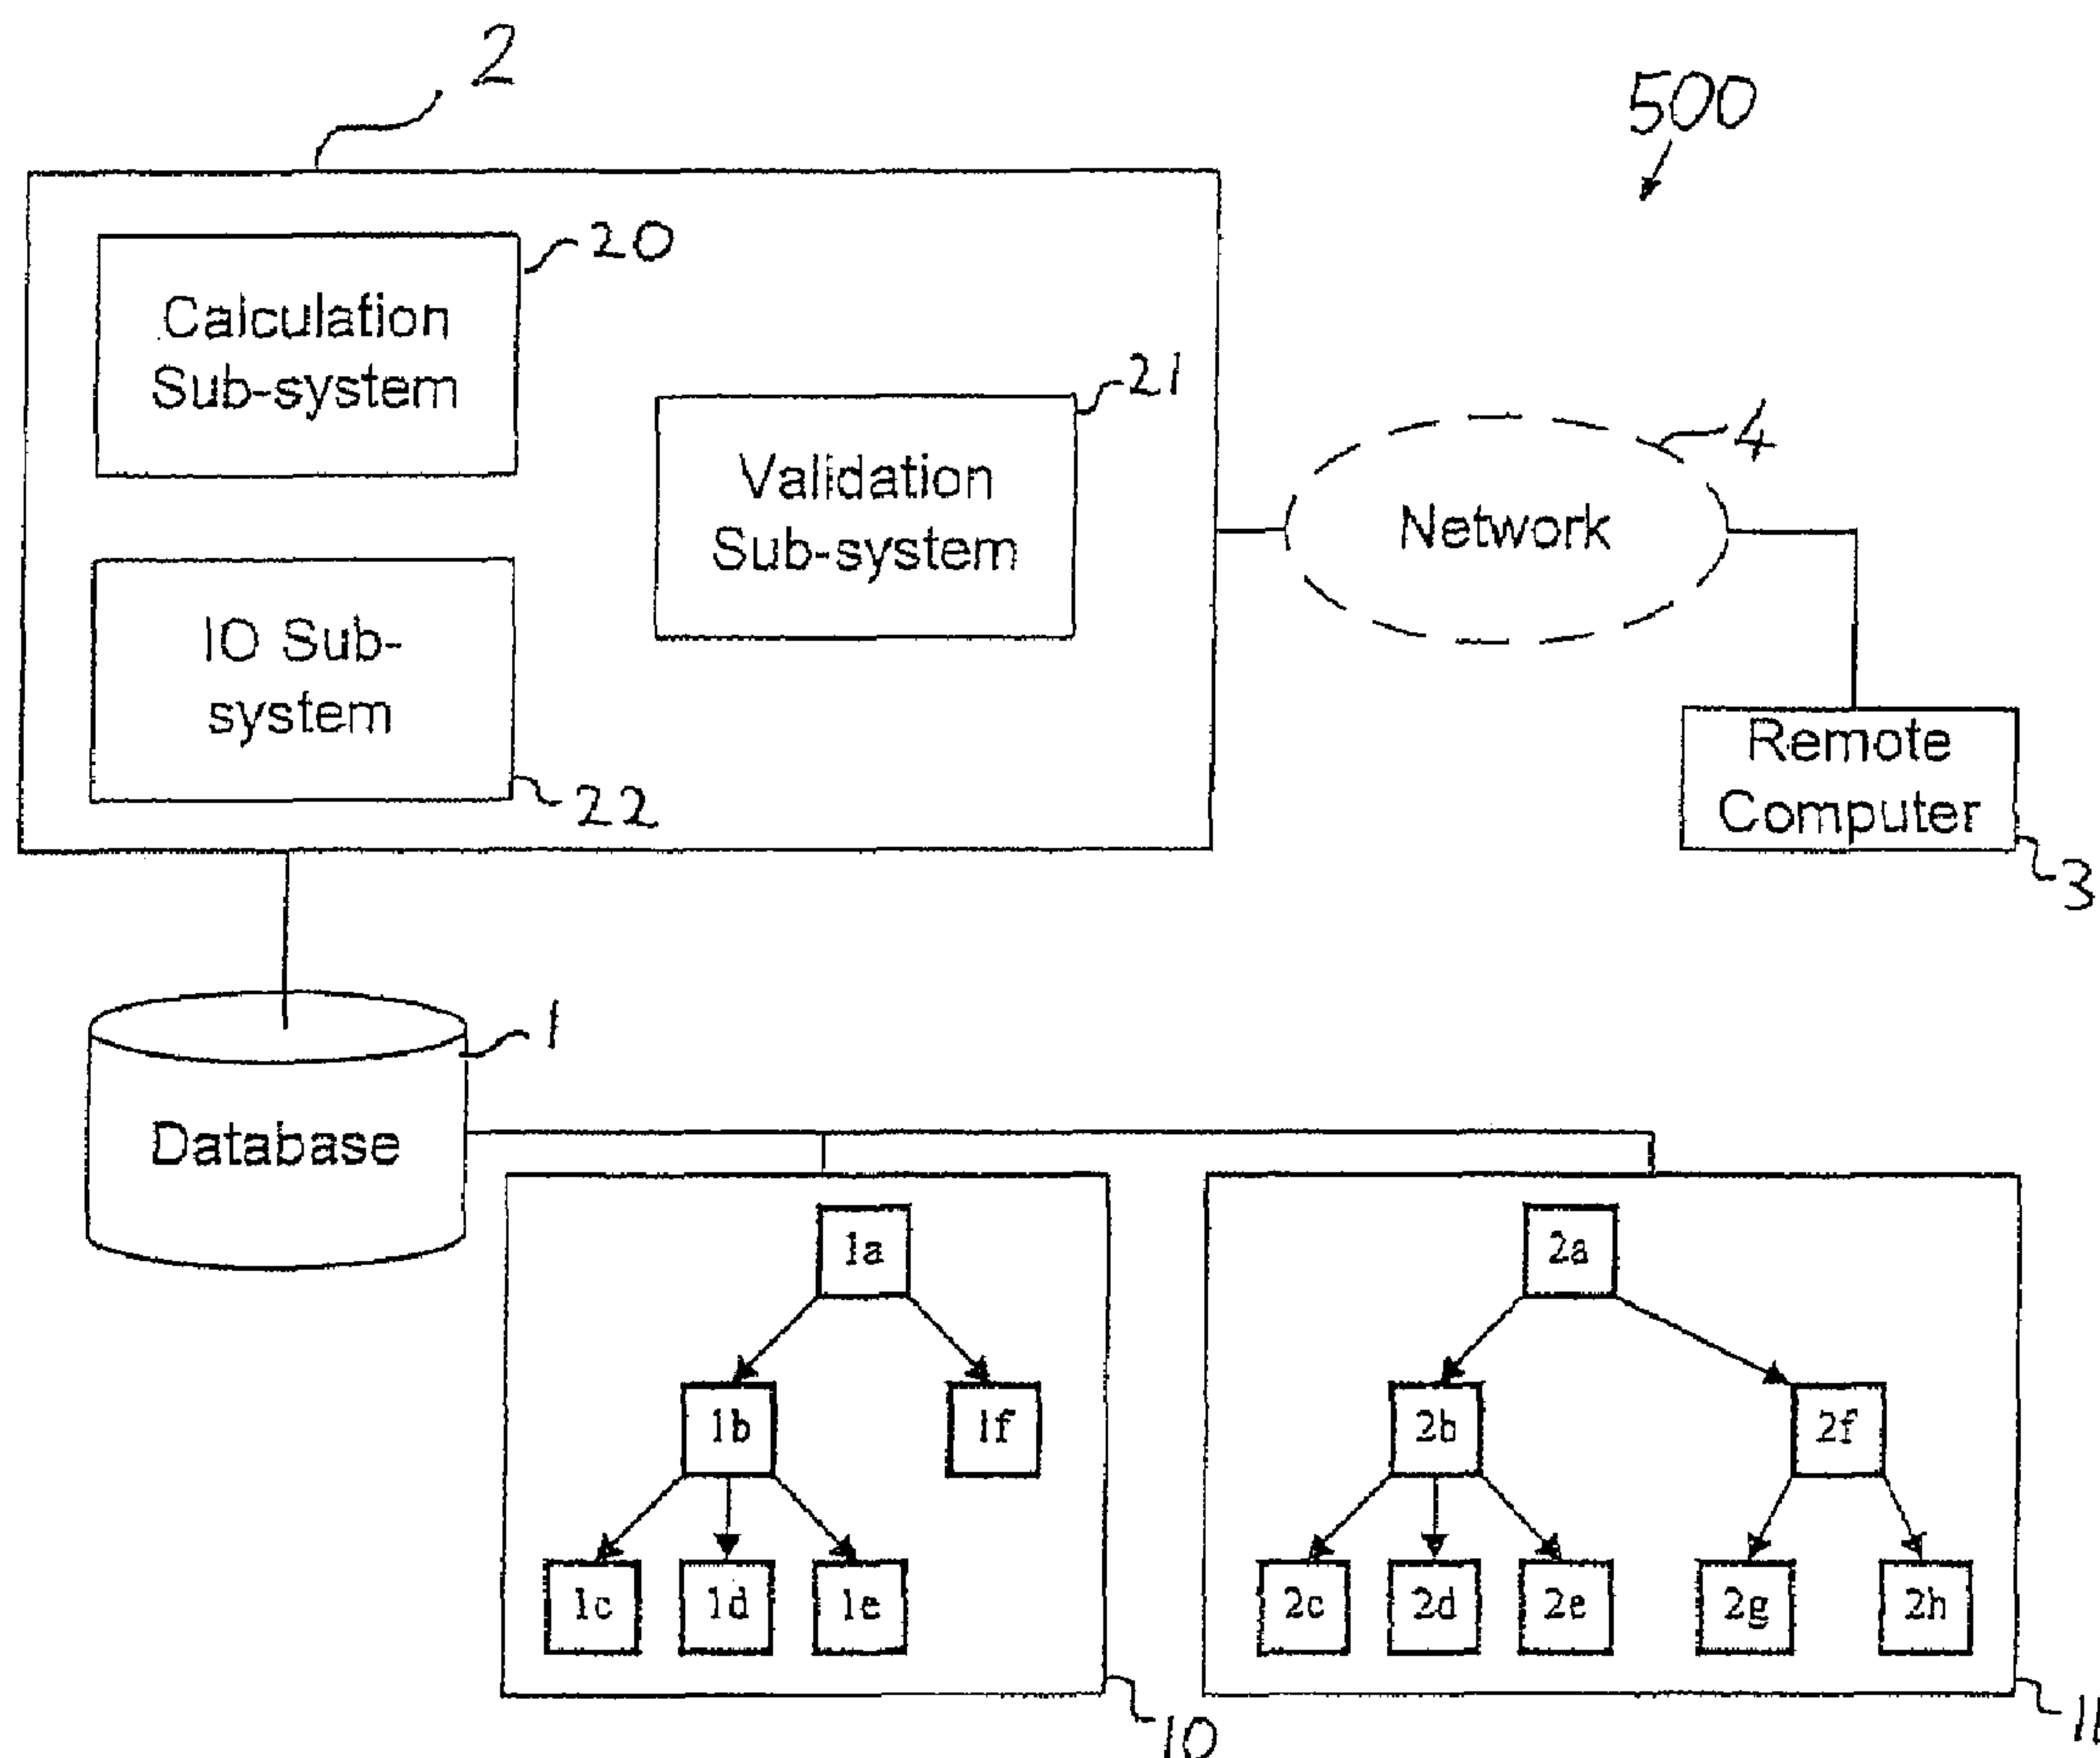 2
500
20
Calculation
Sub-system
21
Validation
Sub-system
4
Network
IO Sub-
system
22
Remote
Computer
3
1
Database
1a
2a
1b
1f
2b
2f
1c
1d
1e
2c
2d
2e
2g
2h
10
11